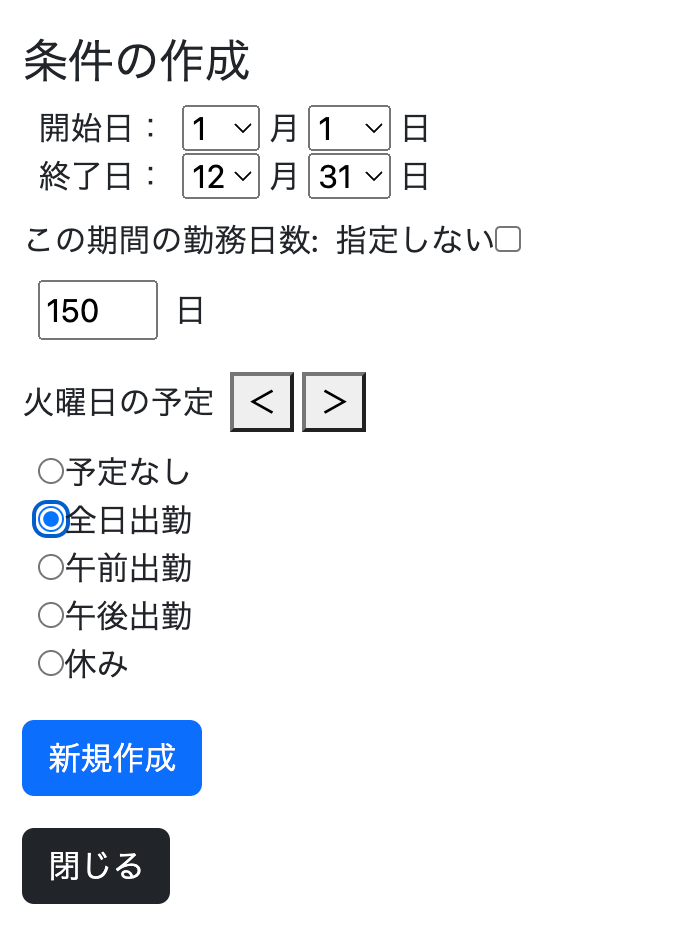 条件の作成
開始日： 1 月 1 日
終了日： 12 月 31 日
この期間の勤務日数: 指定しない
150 日
火曜日の予定 < >
予定なし
全日出勤
午前出勤
午後出勤
休み
新規作成
閉じる